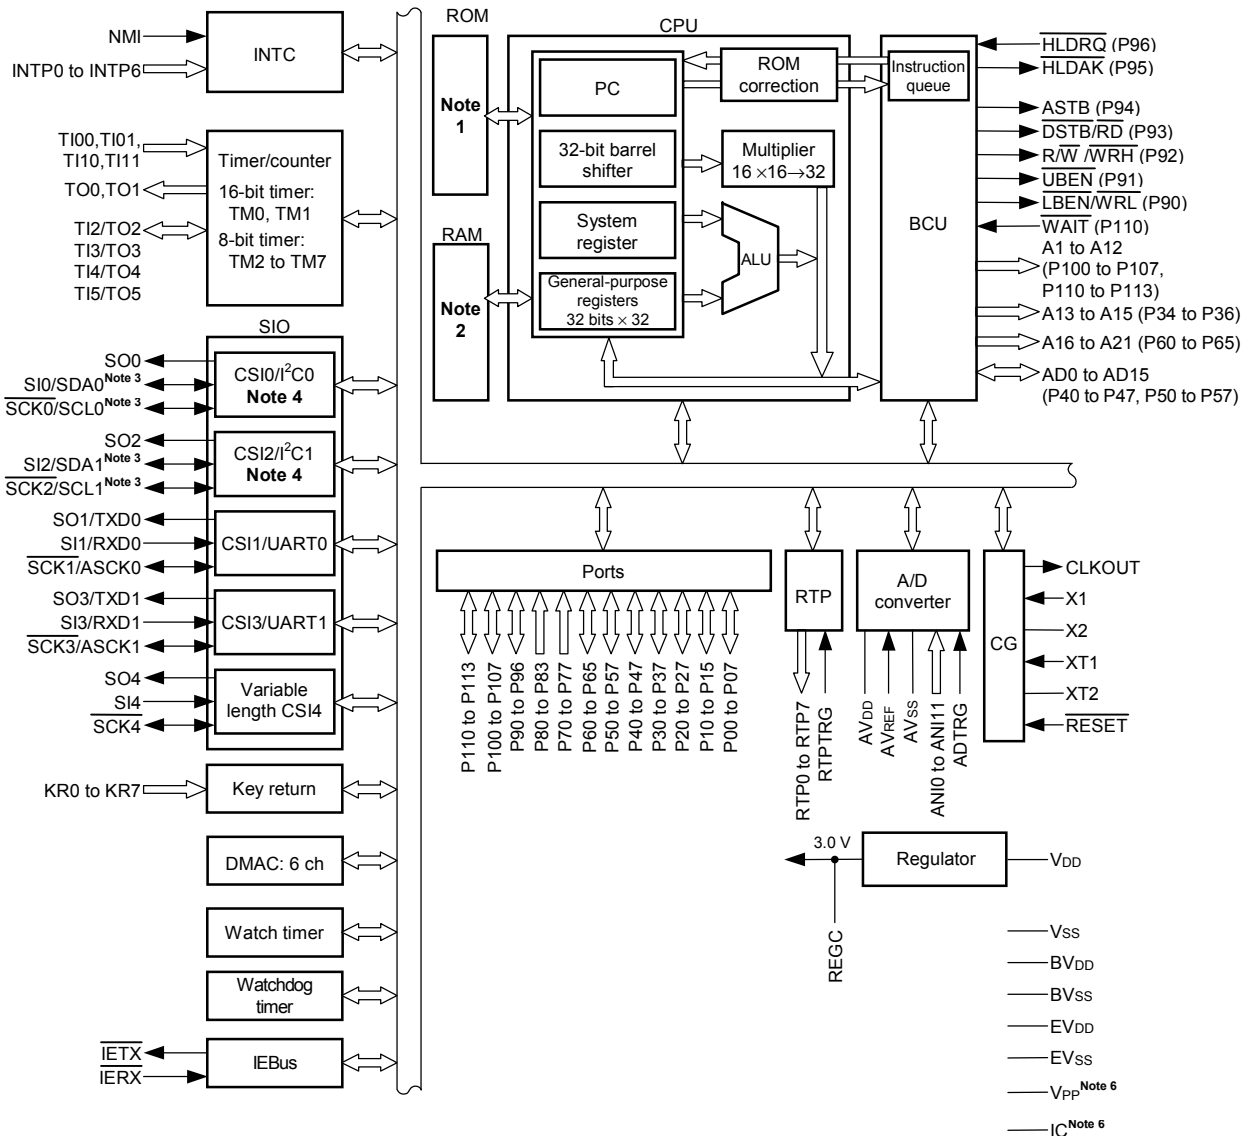 NMI
INTP0 to INTP6
INTC
TI00,TI01,
TI10,TI11
TO0,TO1
TI2/TO2
TI3/TO3
TI4/TO4
TI5/TO5
Timer/counter
16-bit timer:
TM0, TM1
8-bit timer:
TM2 to TM7
SIO
SO0
SI0/SDA0 Note 3
SCK0/SCL0 Note 3
CSI0/I²C0
Note 4
SO2
SI2/SDA1 Note 3
SCK2/SCL1 Note 3
CSI2/I²C1
Note 4
SO1/TXD0
SI1/RXD0
SCK1/ASCK0
CSI1/UART0
SO3/TXD1
SI3/RXD1
SCK3/ASCK1
CSI3/UART1
SO4
SI4
SCK4
Variable
length CSI4
KR0 to KR7
Key return
DMAC: 6 ch
Watch timer
Watchdog
timer
IETX
IERX
IEBus
ROM
Note
1
RAM
Note
2
CPU
PC
32-bit barrel
shifter
System
register
General-purpose
registers
32 bits × 32
ROM
correction
Multiplier
16 ×16→32
ALU
Instruction
queue
BCU
HLDRQ (P96)
HLDAK (P95)
ASTB (P94)
DSTB/RD (P93)
R/W /WRH (P92)
UBEN (P91)
LBEN/WRL (P90)
WAIT (P110)
A1 to A12
(P100 to P107,
P110 to P113)
A13 to A15 (P34 to P36)
A16 to A21 (P60 to P65)
AD0 to AD15
(P40 to P47, P50 to P57)
Ports
P110 to P113
P100 to P107
P90 to P96
P80 to P83
P70 to P77
P60 to P65
P50 to P57
P40 to P47
P30 to P37
P20 to P27
P10 to P15
P00 to P07
RTP
RTP0 to RTP7
RTPTRG
A/D
converter
AVDD
AVREF
AVSS
ANI0 to ANI11
ADTRG
CG
CLKOUT
X1
X2
XT1
XT2
RESET
3.0 V
Regulator
VDD
REGC
VSS
BVDD
BVSS
EVDD
EVSS
VPP Note 6
IC Note 6